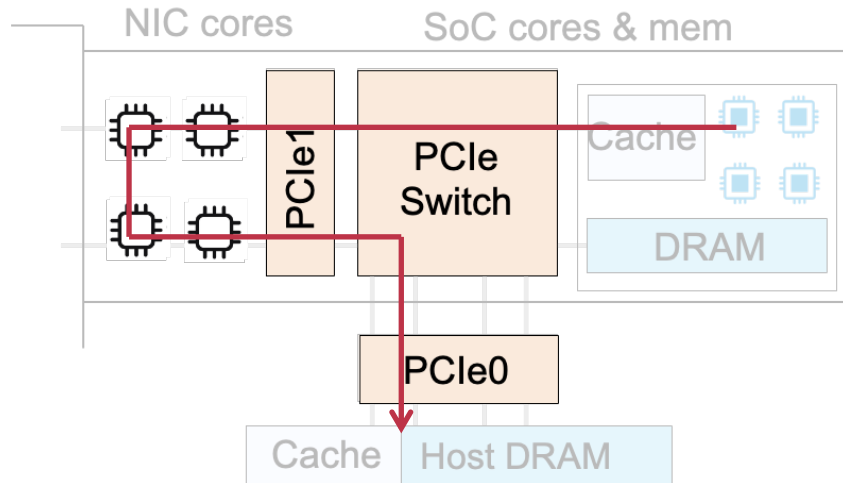 NIC cores
SoC cores & mem
PCIe1
PCIe
Switch
Cache
DRAM
PCIe0
Cache
Host DRAM